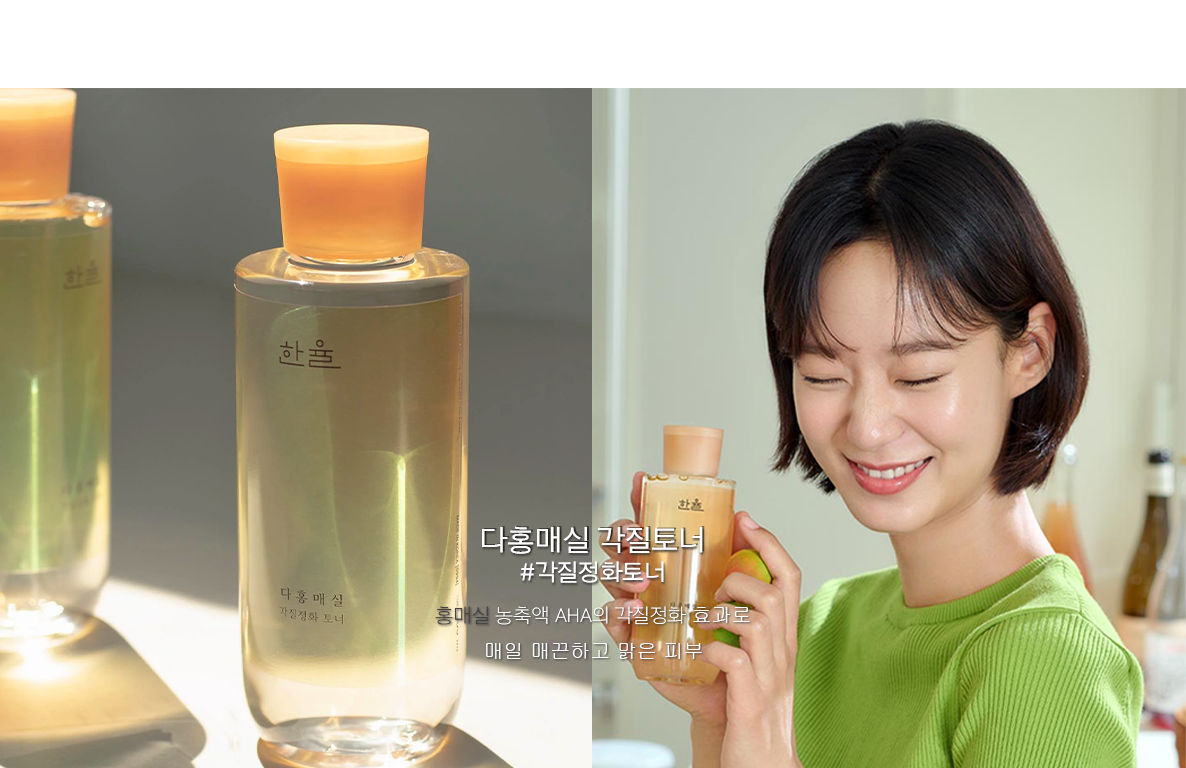 한율
한율
다홍매실
각질정화 토너
한율
다홍매실 각질토너
#각질정화토너
홍매실 농축액 AHA의 각질정화 효과로
매일 매끈하고 맑은 피부